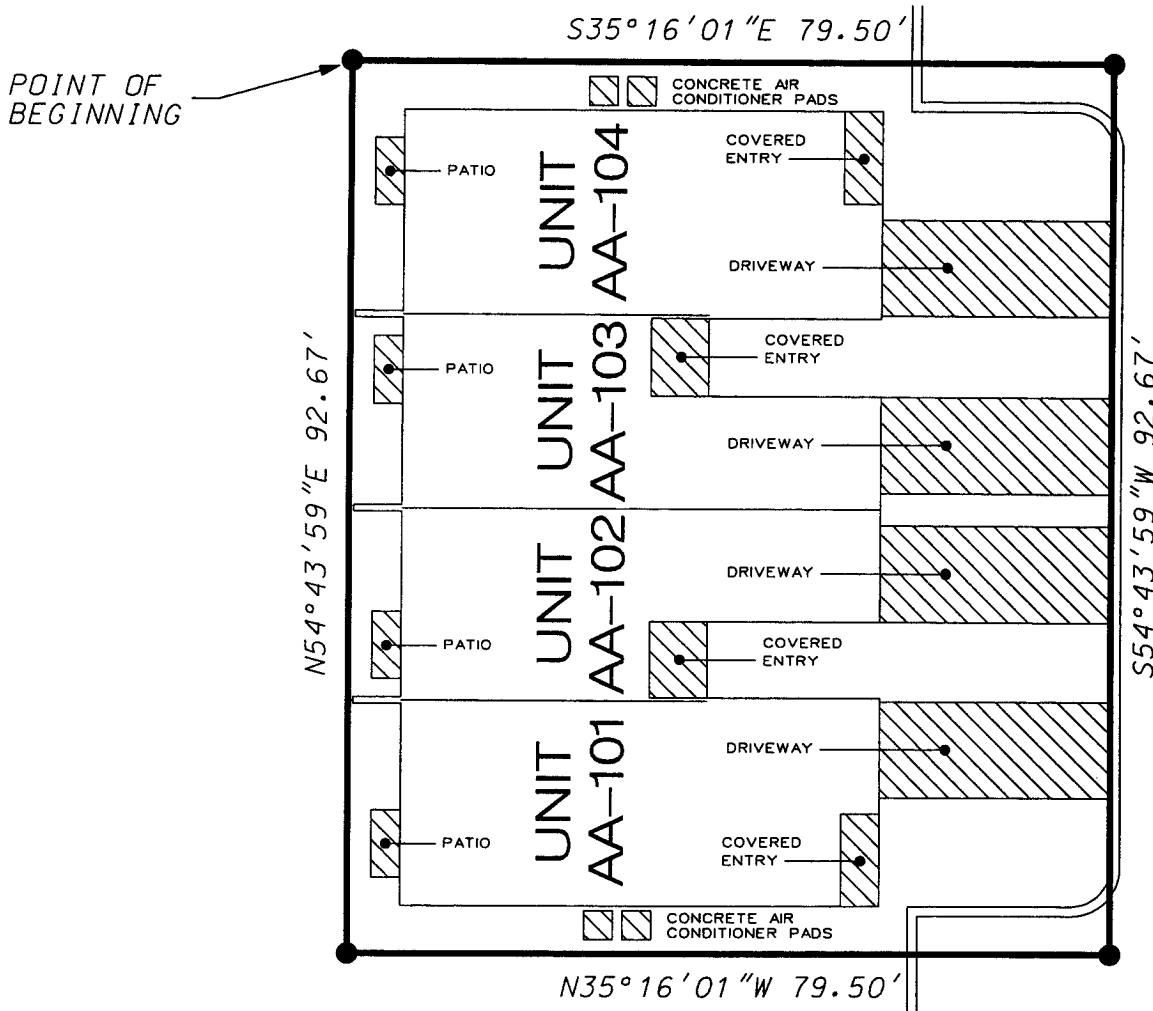 S35°16'01"E 79.50'
POINT OF
BEGINNING
CONCRETE AIR
CONDITIONER PADS
PATIO
UNIT
AA-104
COVERED
ENTRY
DRIVEWAY
PATIO
UNIT
AA-103
COVERED
ENTRY
DRIVEWAY
N54°43'59"E 92.67'
S54°43'59"W 92.67'
PATIO
UNIT
AA-102
DRIVEWAY
COVERED
ENTRY
PATIO
UNIT
AA-101
DRIVEWAY
COVERED
ENTRY
CONCRETE AIR
CONDITIONER PADS
N35°16'01"W 79.50'